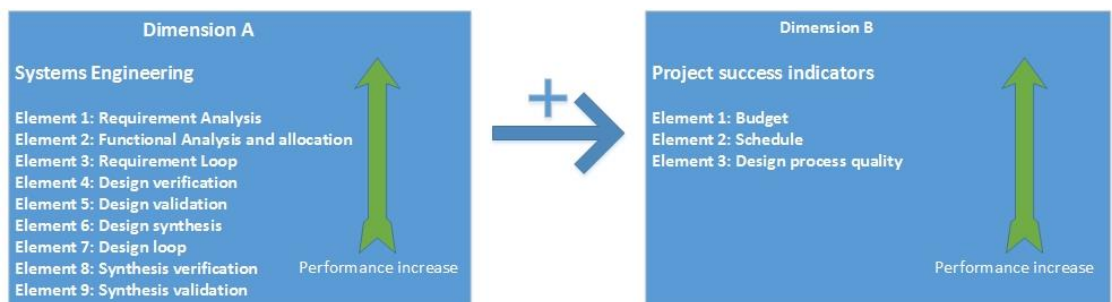 Dimension A
Systems Engineering
Element 1: Requirement Analysis
Element 2: Functional Analysis and allocation
Element 3: Requirement Loop
Element 4: Design verification
Element 5: Design validation
Element 6: Design synthesis
Element 7: Design loop
Element 8: Synthesis verification
Element 9: Synthesis validation
Performance increase
+
Dimension B
Project success indicators
Element 1: Budget
Element 2: Schedule
Element 3: Design process quality
Performance increase